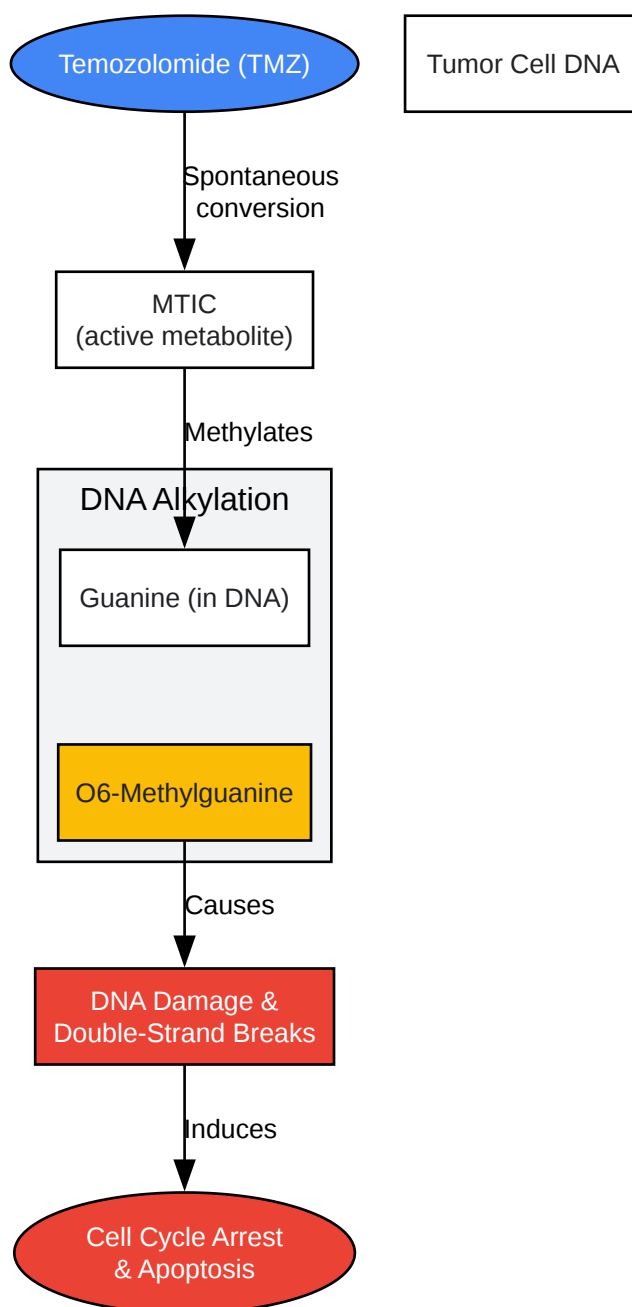 Temozolomide (TMZ)
Tumor Cell DNA
Spontaneous
conversion
MTIC
(active metabolite)
Methylates
DNA Alkylation
Guanine (in DNA)
O6-Methylguanine
Causes
DNA Damage &
Double-Strand Breaks
Induces
Cell Cycle Arrest
& Apoptosis